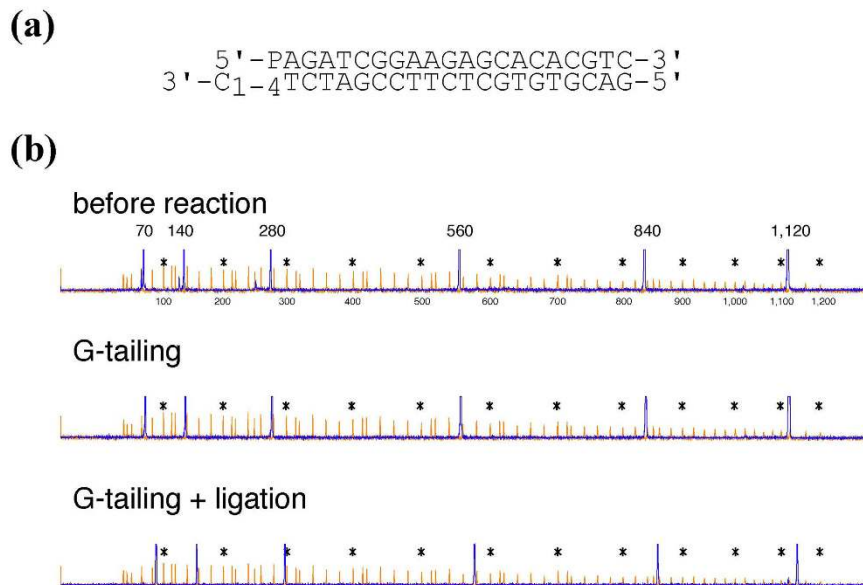 (a)
5'-PAGATCGGAAGAGCACACGTC-3'
3'-C1-4TCTAGCCTTCTCGTGTGCAG-5'
(b)
before reaction
70 140 280 560 840 1,120
* * * * * * * * * * * *
100 200 300 400 500 600 700 800 900 1,000 1,100 1,200
G-tailing
* * * * * * * * * * * *
G-tailing + ligation
* * * * * * * * * * * *